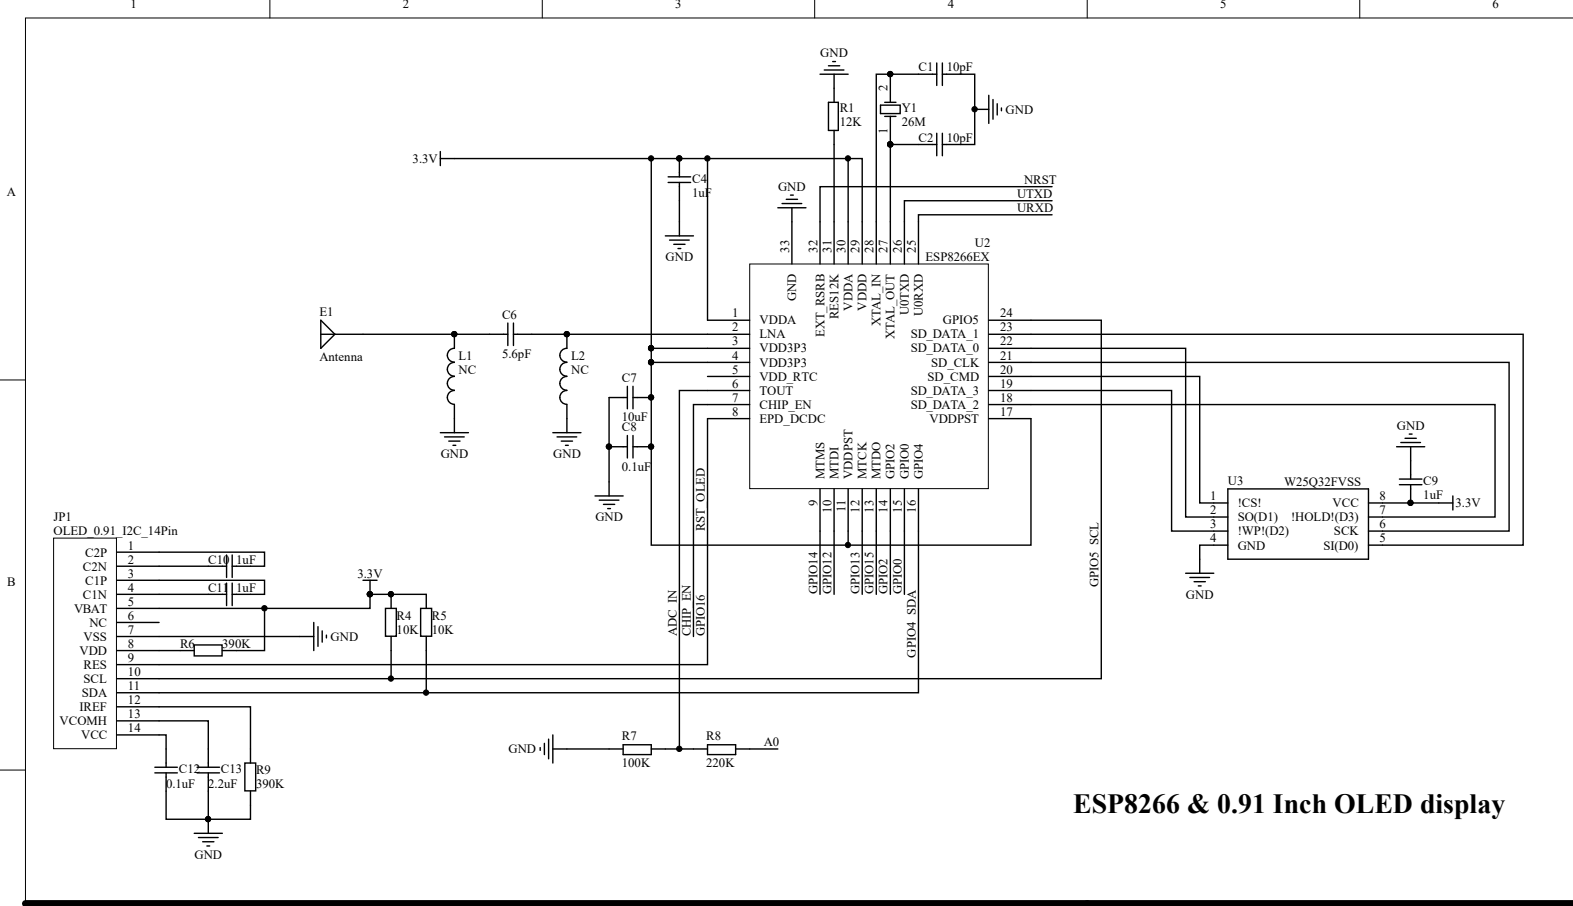 1 2 3 4 5 6
A
B
GND
C1 10pF
2
R1
12K
Y1
26M
GND
1
C2 10pF
3.3V
C4
1uF
GND
GND
NRST
UTXD
URXD
33 32 31 30 29 28 27 26 25
U2
ESP8266EX
GND EXT_RSRB RES12K VDDA VDDD XTAL_IN XTAL_OUT U0TXD U0RXD
1 VDDA
2 LNA
3 VDD3P3
4 VDD3P3
5 VDD_RTC
6 TOUT
7 CHIP_EN
8 EPD_DCDC
GPIO5 24
SD_DATA_1 23
SD_DATA_0 22
SD_CLK 21
SD_CMD 20
SD_DATA_3 19
SD_DATA_2 18
VDDPST 17
MTMS MTDI VDDPST MTCK MTDO GPIO2 GPIO0 GPIO4
9 10 11 12 13 14 15 16
GPIO14 GPIO12 GPIO13 GPIO15 GPIO2 GPIO0
GPIO4_SDA
GPIO5_SCL
E1
Antenna
L1
NC
GND
C6
5.6pF
L2
NC
GND
C7
10uF
C8
0.1uF
GND
RST_OLED
ADC_IN
CHIP_EN
GPIO16
U3 W25Q32FVSS
1 !CS!
2 SO(D1)
3 !WP!(D2)
4 GND
VCC 8
!HOLD!(D3) 7
SCK 6
SI(D0) 5
GND
C9
1uF
3.3V
GND
JP1
OLED_0.91_I2C_14Pin
C2P 1
C2N 2
C1P 3
C1N 4
VBAT 5
NC 6
VSS 7
VDD 8
RES 9
SCL 10
SDA 11
IREF 12
VCOMH 13
VCC 14
C10 1uF
C11 1uF
3.3V
R4
10K
R5
10K
GND
R6 390K
C12
0.1uF
C13
2.2uF
R9
390K
GND
GND
R7
100K
R8
220K
A0
ESP8266 & 0.91 Inch OLED display